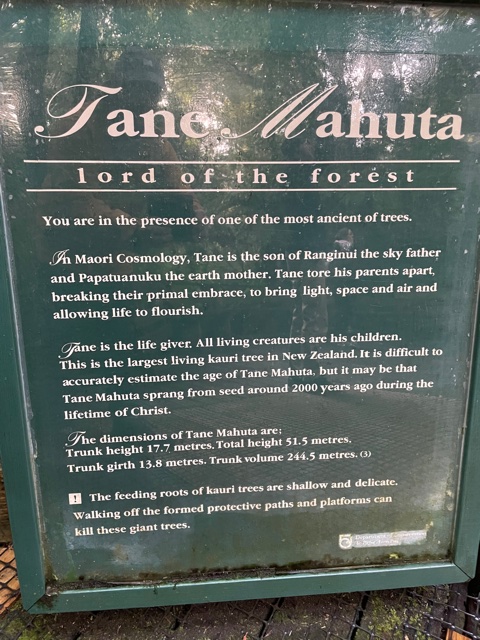 Tane Mahuta
lord of the forest
You are in the presence of one of the most ancient of trees.
In Maori Cosmology, Tane is the son of Ranginui the sky father
and Papatuanuku the earth mother. Tane tore his parents apart,
breaking their primal embrace, to bring light, space and air and
allowing life to flourish.
Tane is the life giver. All living creatures are his children.
This is the largest living kauri tree in New Zealand. It is difficult to
accurately estimate the age of Tane Mahuta, but it may be that
Tane Mahuta sprang from seed around 2000 years ago during the
lifetime of Christ.
The dimensions of Tane Mahuta are:
Trunk height 17.7 metres. Total height 51.5 metres.
Trunk girth 13.8 metres. Trunk volume 244.5 metres. (3)
! The feeding roots of kauri trees are shallow and delicate.
Walking off the formed protective paths and platforms can
kill these giant trees.